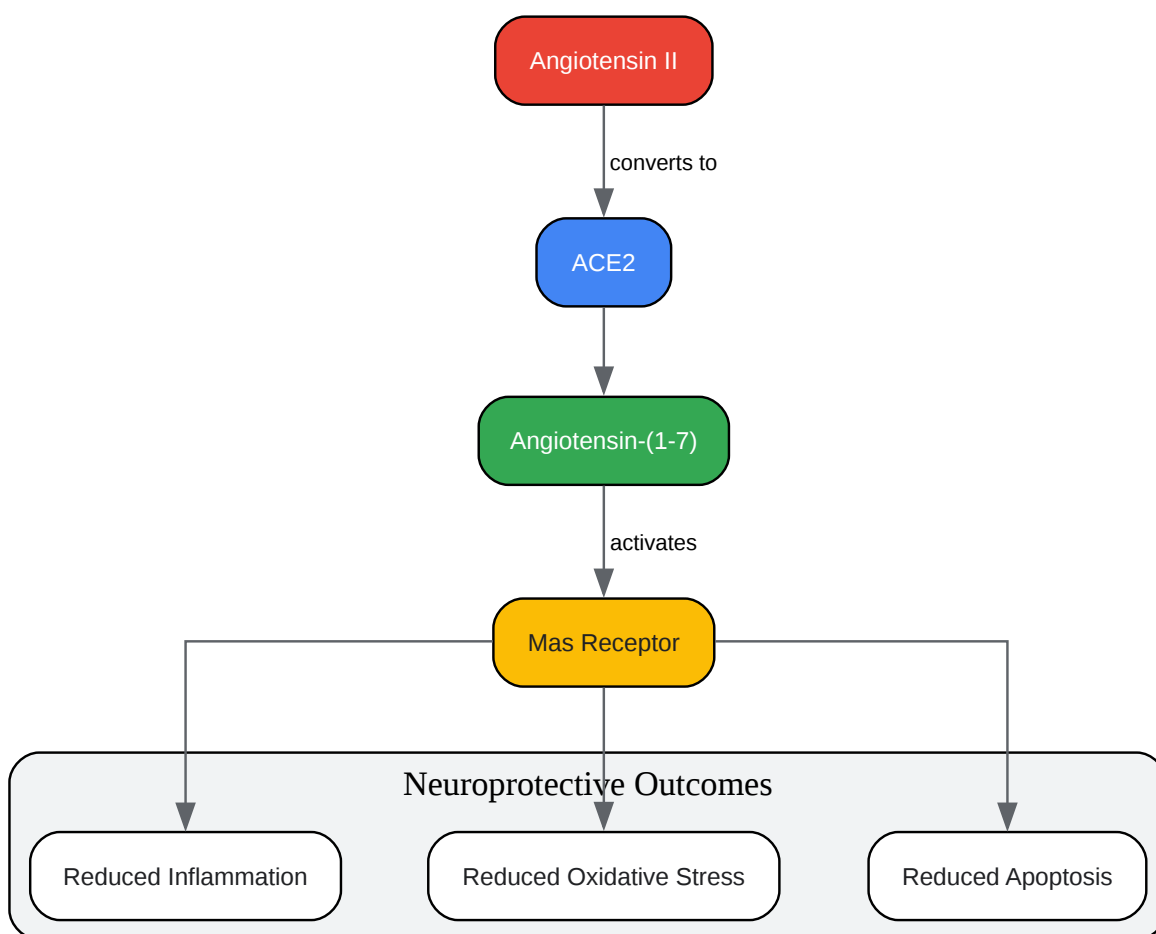 Angiotensin II
converts to
ACE2
Angiotensin-(1-7)
activates
Mas Receptor
Neuroprotective Outcomes
Reduced Inflammation
Reduced Oxidative Stress
Reduced Apoptosis